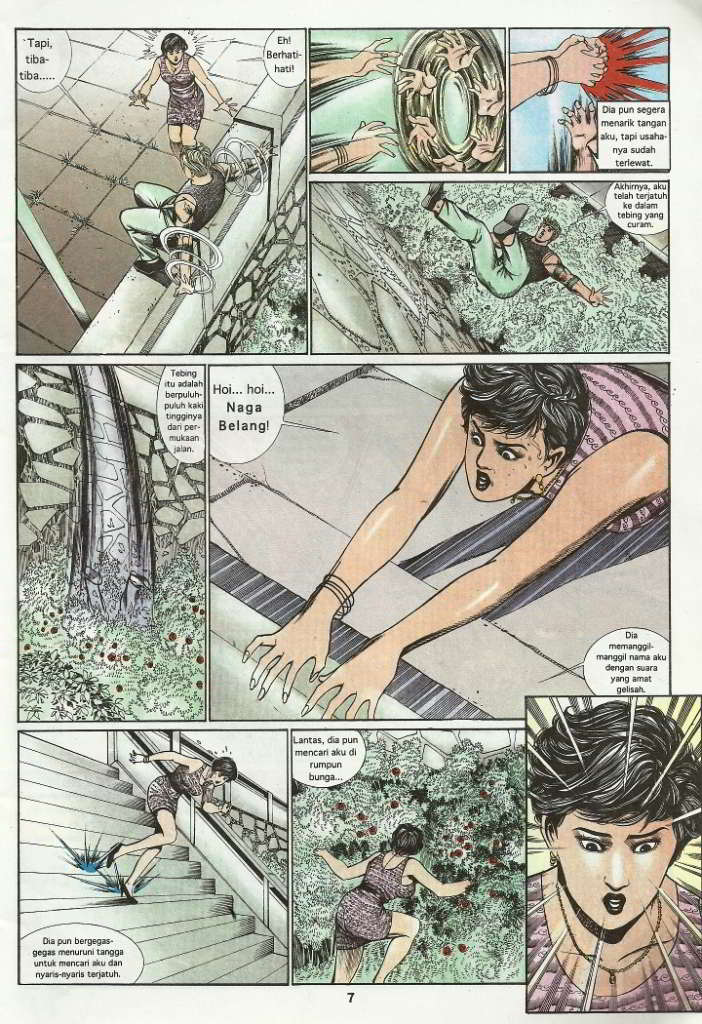 Tapi,
tiba-
tiba.....
Eh!
Berhati-
hati!
Dia pun segera
menarik tangan
aku, tapi usaha-
nya sudah
terlewat.
Akhirnya, aku
telah terjatuh
ke dalam
tebing yang
curam.
Tebing
itu adalah
berpuluh-
puluh kaki
tingginya
dari per-
mukaan
jalan.
Hoi... hoi...
Naga
Belang!
Dia
memanggil-
manggil nama aku
dengan suara
yang amat
gelisah.
Dia pun bergegas-
gegas menuruni tangga
untuk mencari aku dan
nyaris-nyaris terjatuh.
Lantas, dia pun
mencari aku di
rumpun
bunga...
7